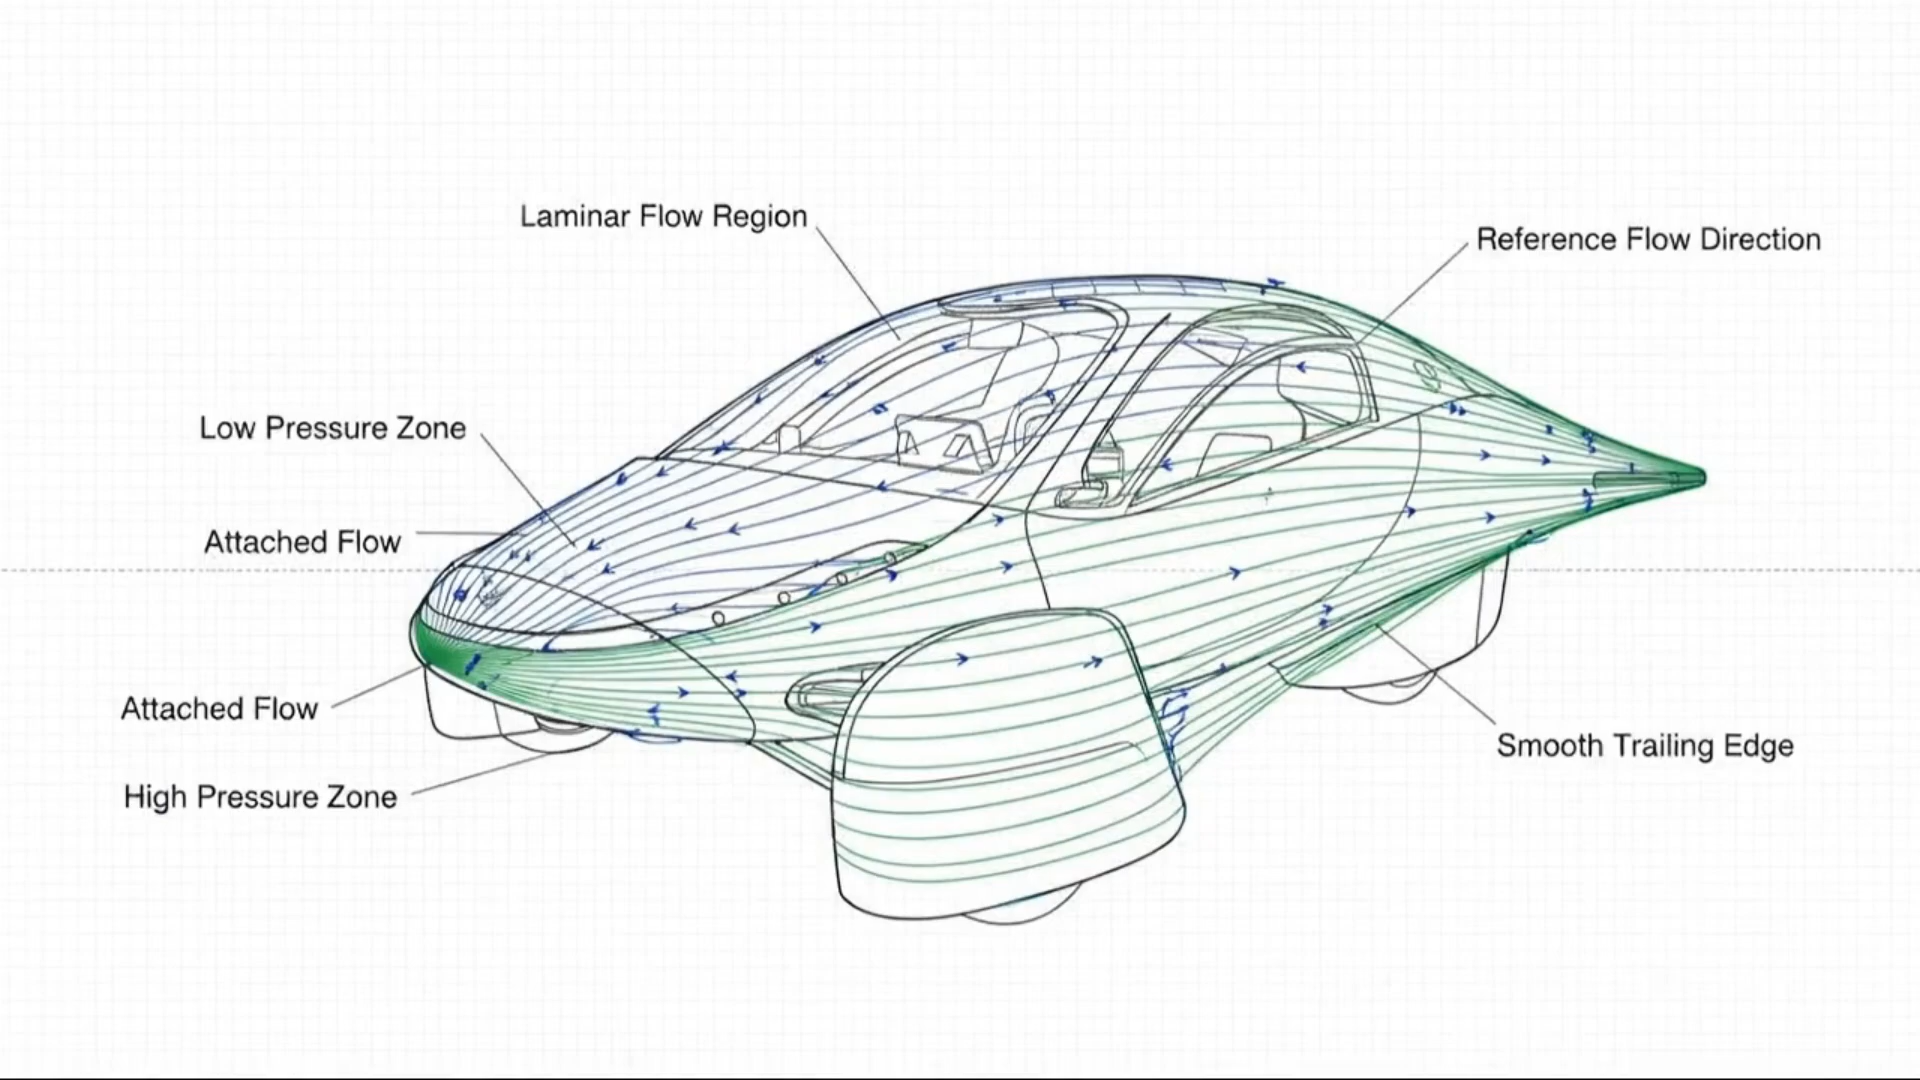 Laminar Flow Region
Reference Flow Direction
Low Pressure Zone
Attached Flow
Attached Flow
Smooth Trailing Edge
High Pressure Zone